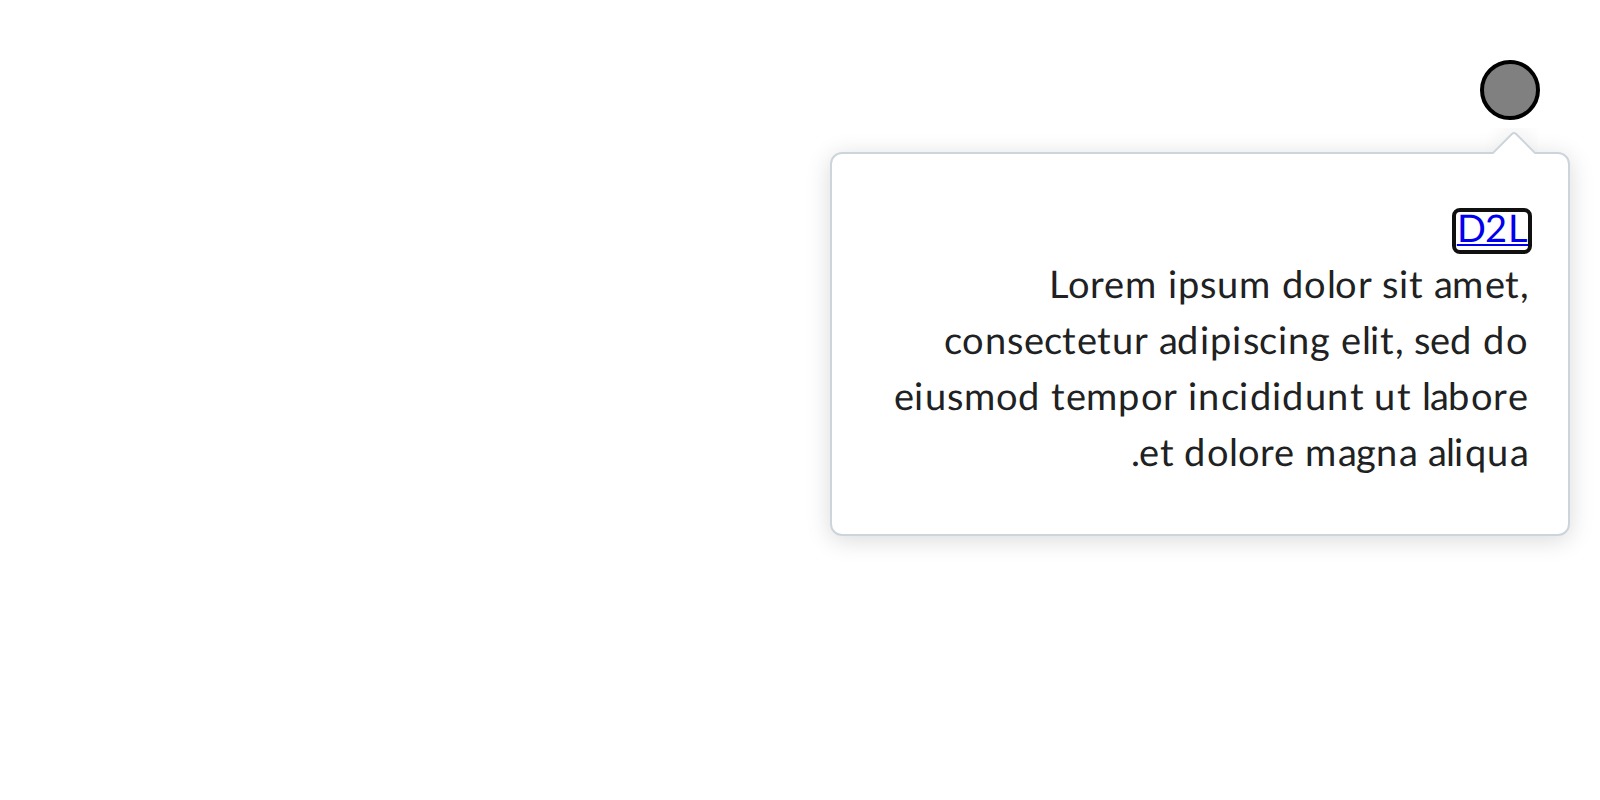 D2L
Lorem ipsum dolor sit amet,
consectetur adipiscing elit, sed do
eiusmod tempor incididunt ut labore
.et dolore magna aliqua